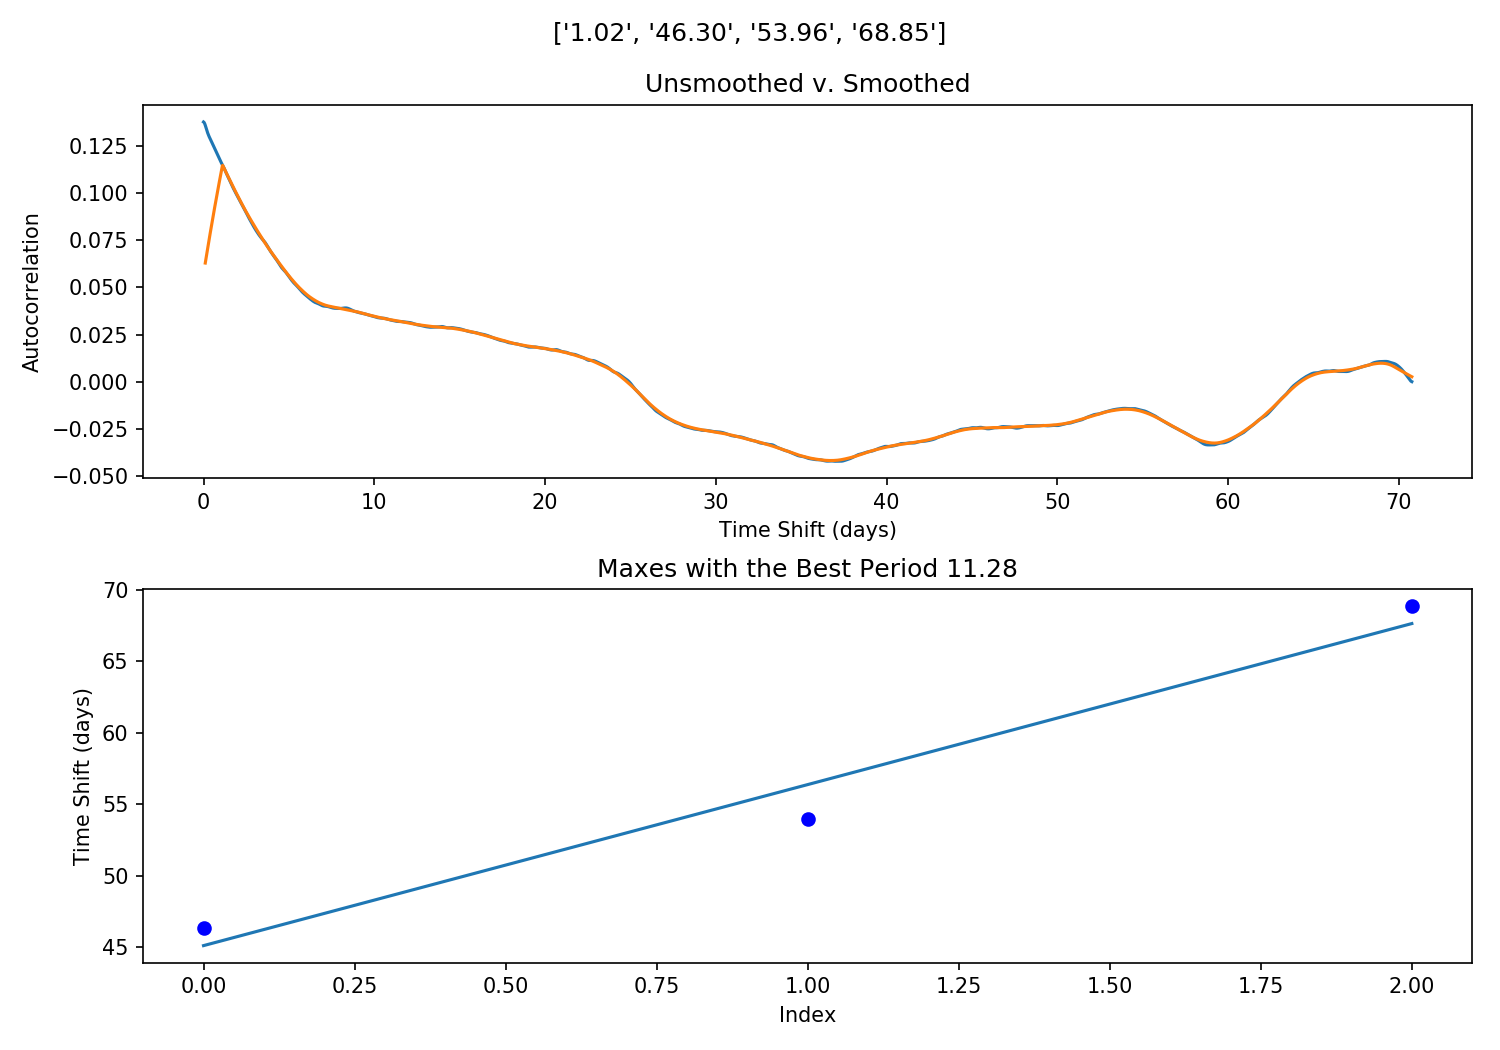 ['1.02', '46.30', '53.96', '68.85']
Unsmoothed v. Smoothed
0.125
0.100
0.075
0.050
0.025
0.000
−0.025
−0.050
Autocorrelation
0 10 20 30 40 50 60 70
Time Shift (days)
Maxes with the Best Period 11.28
70
65
60
55
50
45
Time Shift (days)
0.00 0.25 0.50 0.75 1.00 1.25 1.50 1.75 2.00
Index